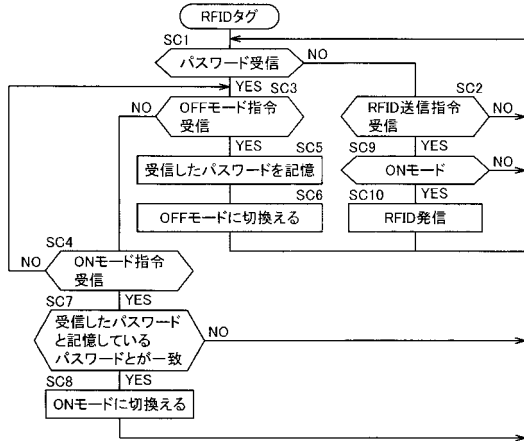 RFIDタグ
SC1
パスワード受信
NO
YES
SC3
SC2
NO
OFFモード指令
受信
RFID送信指令
受信
NO
YES
SC5
SC9
YES
受信したパスワードを記憶
ONモード
NO
SC6
SC10
YES
OFFモードに切換える
RFID発信
SC4
NO
ONモード指令
受信
SC7
YES
受信したパスワード
と記憶している
パスワードとが一致
NO
SC8
YES
ONモードに切換える